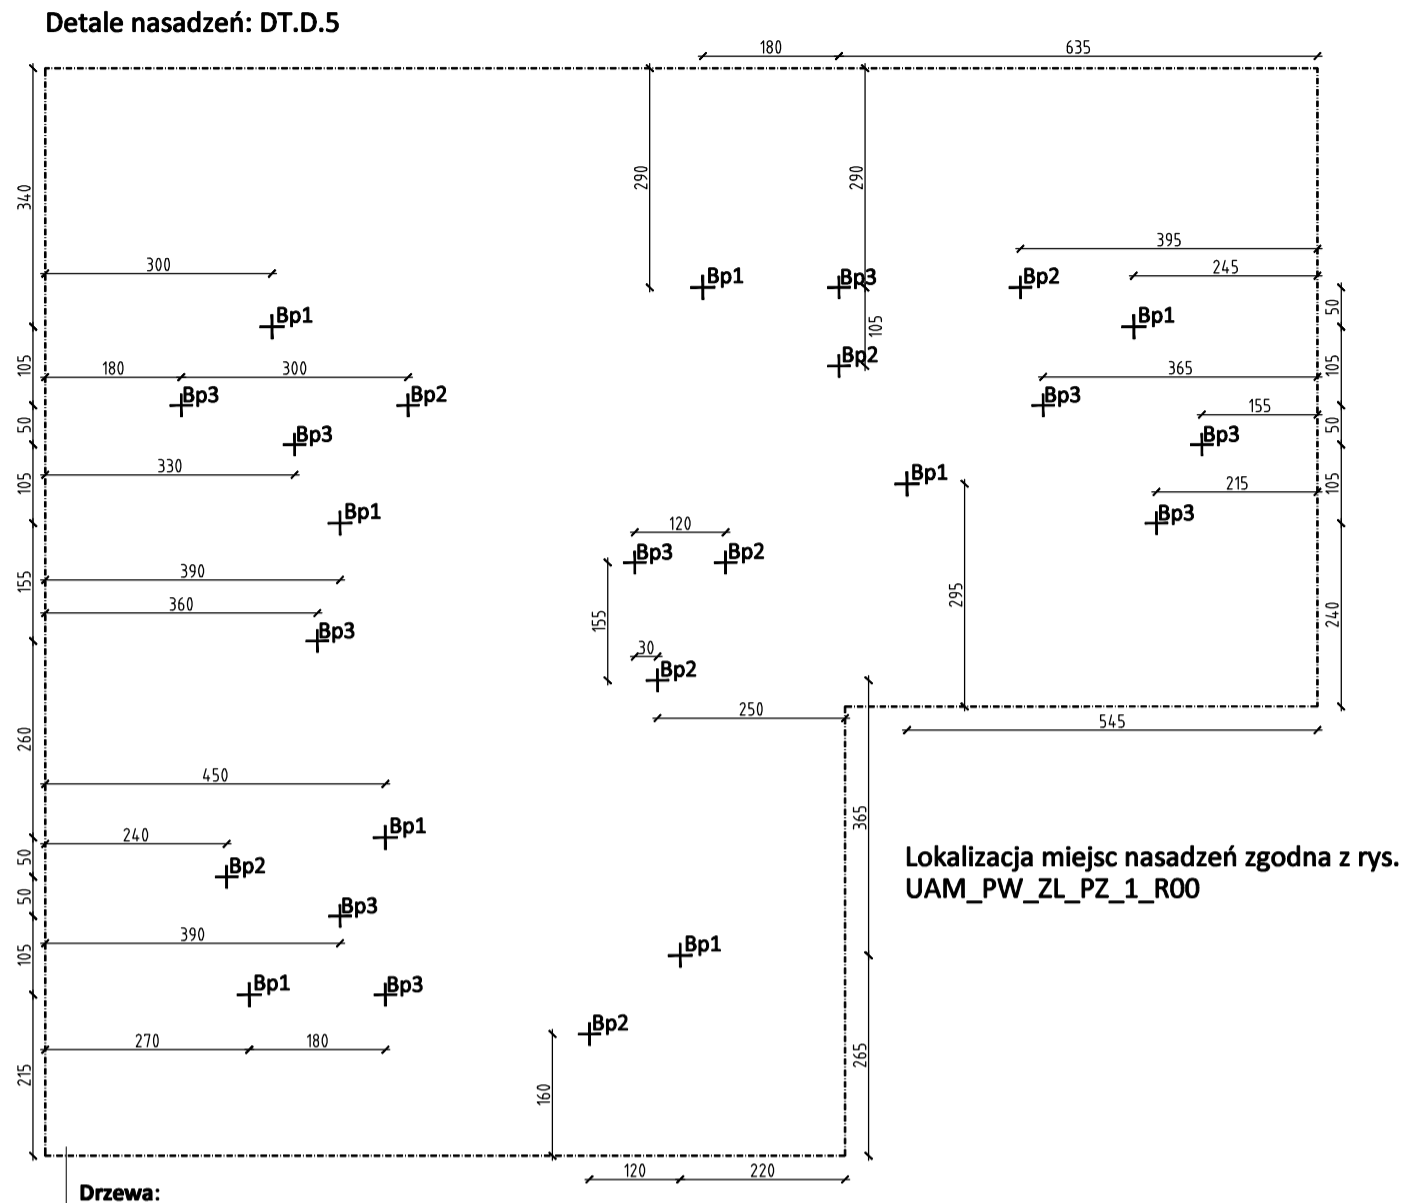 Detale nasadzeń: DT.D.5
180
635
340
290
290
395
300
245
Bp1
Bp3
Bp2
50
Bp1
Bp1
105
Bp2
105
180
300
365
105
Bp3
Bp2
Bp3
155
50
Bp3
Bp3
50
330
Bp1
105
215
105
Bp1
Bp3
120
Bp3
Bp2
390
155
360
295
155
240
Bp3
30
Bp2
250
545
260
450
365
Bp1
240
50
Bp2
Lokalizacja miejsc nasadzeń zgodna z rys.
UAM_PW_ZL_PZ_1_R00
50
Bp3
390
105
Bp1
Bp1
Bp3
Bp2
270
180
215
160
265
120
220
Drzewa: